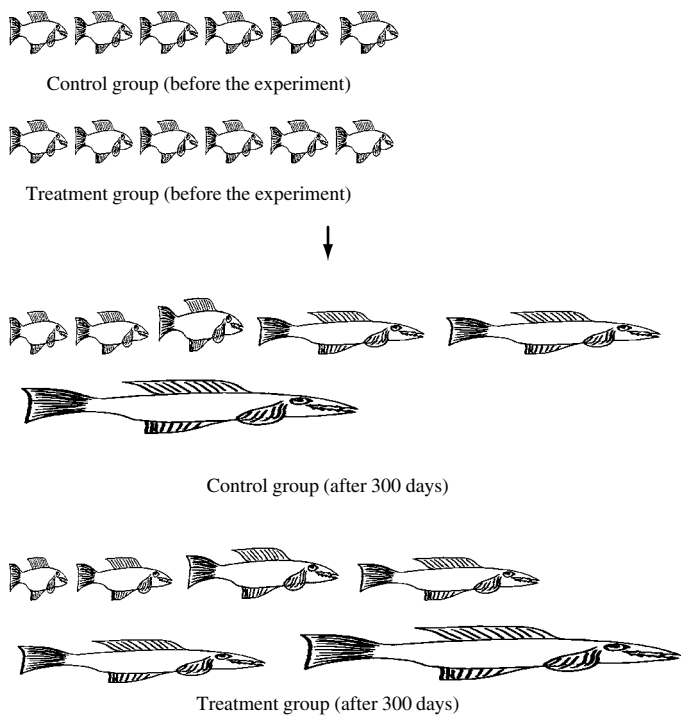 Control group (before the experiment)
Treatment group (before the experiment)
Control group (after 300 days)
Treatment group (after 300 days)